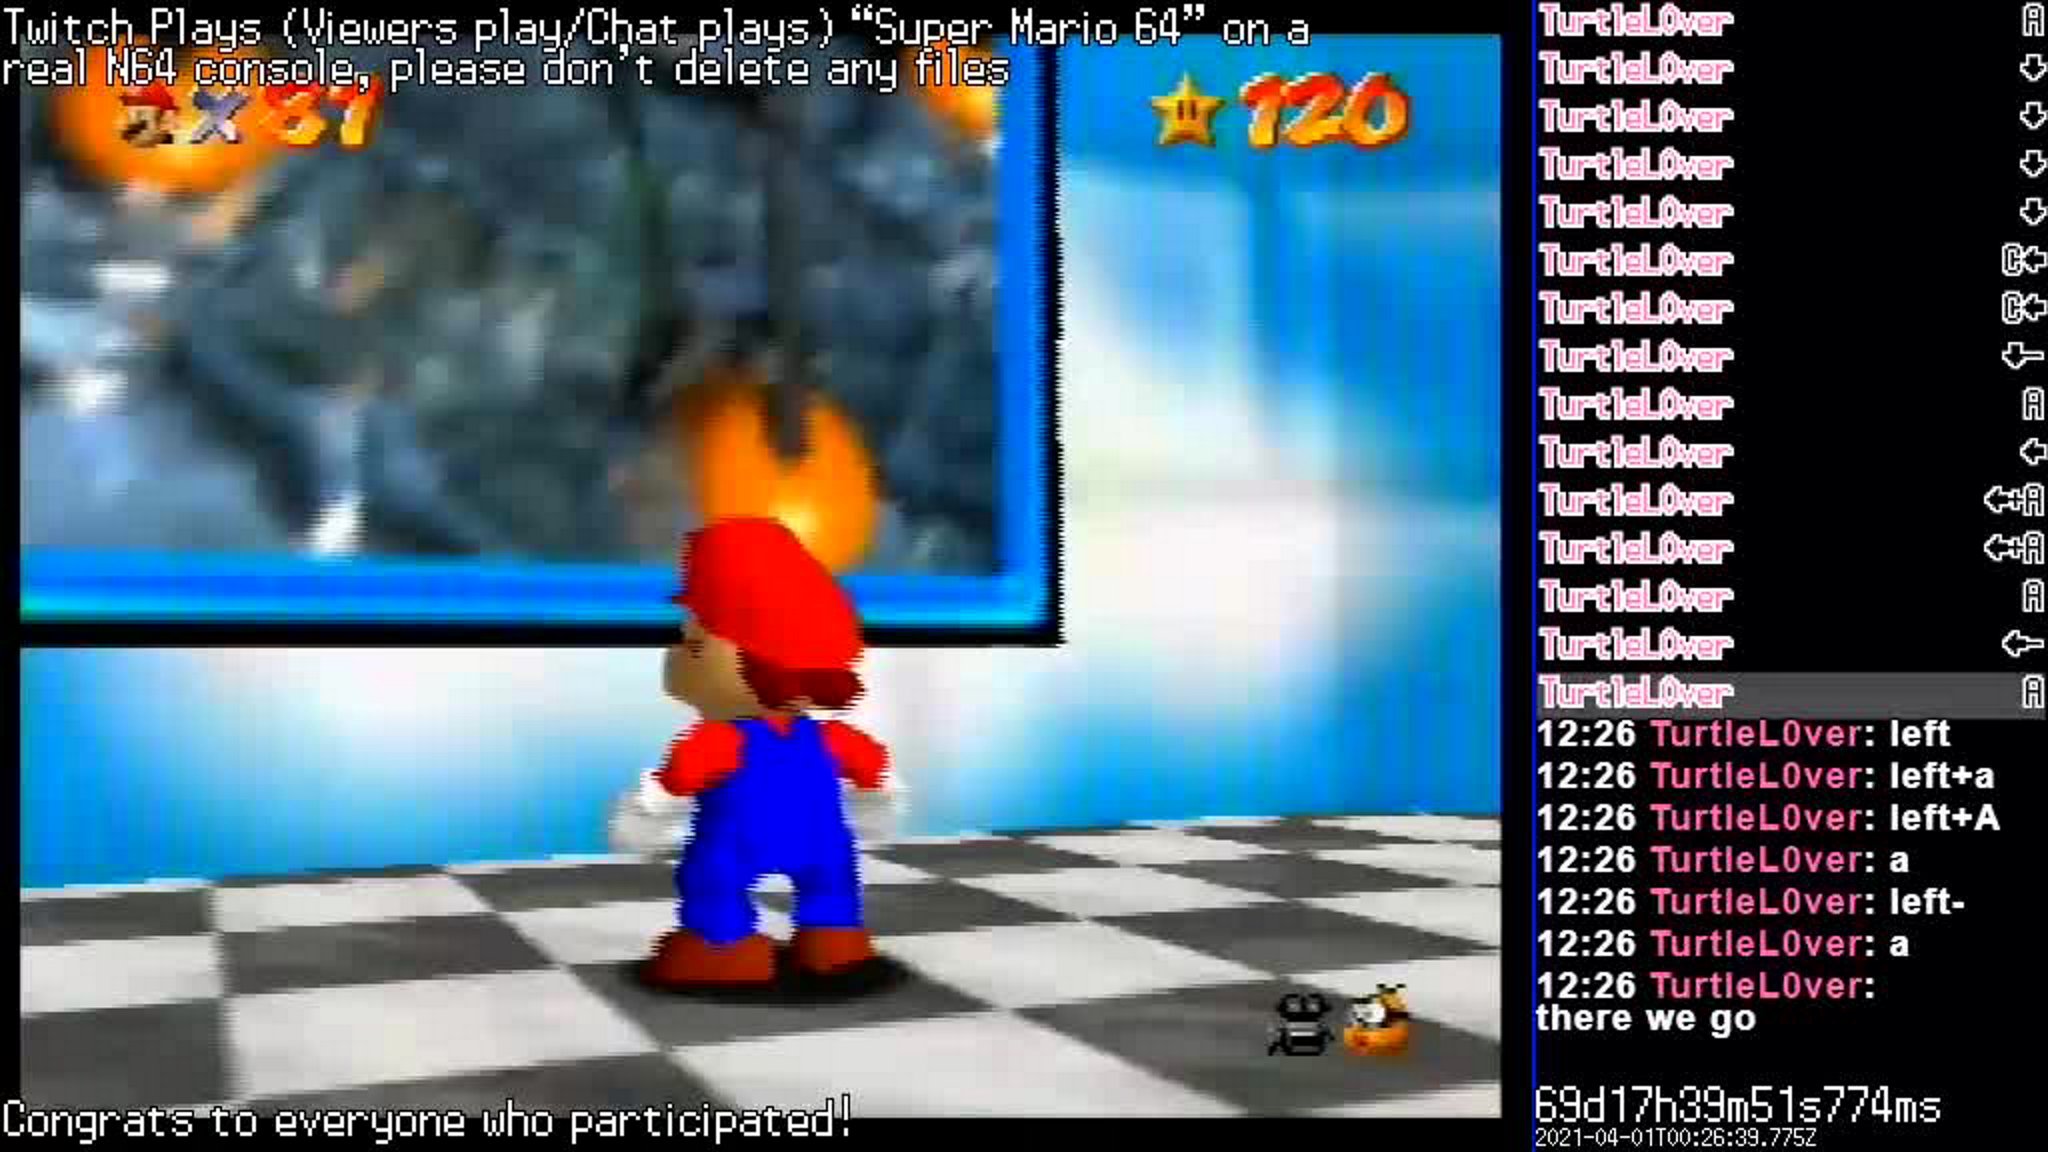 Twitch Plays (Viewers play/Chat plays) “Super Mario 64” on a
real N64 console, please don't delete any files
x 81
120
TurtleL0ver A
TurtleL0ver
TurtleL0ver
TurtleL0ver
TurtleL0ver
TurtleL0ver C
TurtleL0ver C
TurtleL0ver
TurtleL0ver A
TurtleL0ver
TurtleL0ver +A
TurtleL0ver +A
TurtleL0ver A
TurtleL0ver
TurtleL0ver A
12:26 TurtleL0ver: left
12:26 TurtleL0ver: left+a
12:26 TurtleL0ver: left+A
12:26 TurtleL0ver: a
12:26 TurtleL0ver: left-
12:26 TurtleL0ver: a
12:26 TurtleL0ver:
there we go
Congrats to everyone who participated!
69d17h39m51s774ms
2021-04-01T00:26:39.775Z